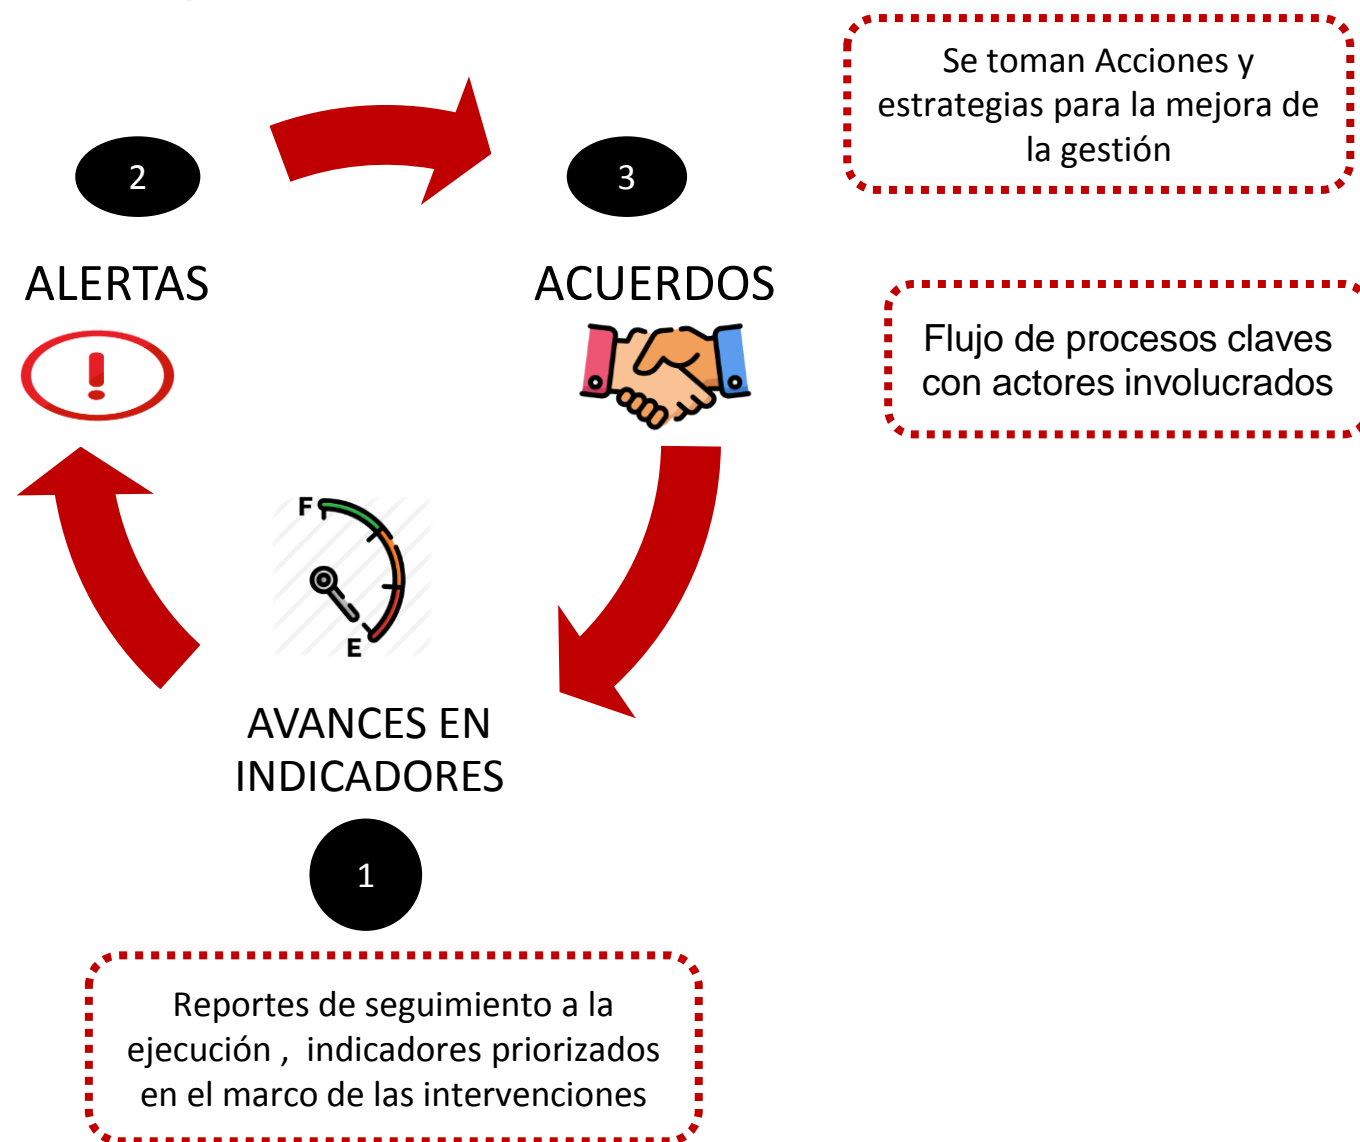 Se toman Acciones y
estrategias para la mejora de
la gestión
2
3
ALERTAS
ACUERDOS
Flujo de procesos claves
con actores involucrados
F
E
AVANCES EN
INDICADORES
1
Reportes de seguimiento a la
ejecución ,  indicadores priorizados
en el marco de las intervenciones